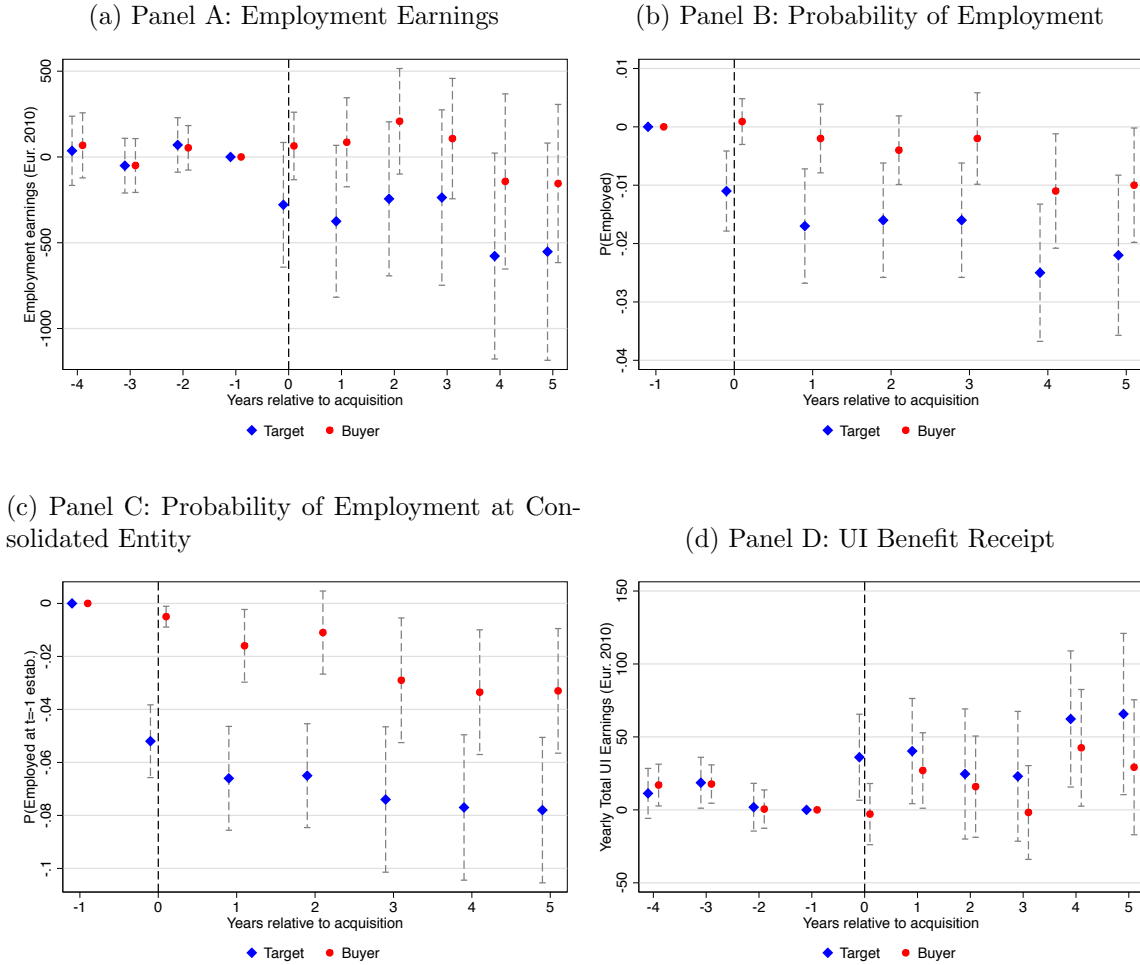 (a) Panel A: Employment Earnings
Employment earnings (Eur. 2010)
500
0
-500
-1000
-4 -3 -2 -1 0 1 2 3 4 5
Years relative to acquisition
Target Buyer
(b) Panel B: Probability of Employment
P(Employed)
.01
0
-.01
-.02
-.03
-.04
-1 0 1 2 3 4 5
Years relative to acquisition
Target Buyer
(c) Panel C: Probability of Employment at Con-
solidated Entity
P(Employed at t=-1 estab.)
0
-.02
-.04
-.06
-.08
-.1
-1 0 1 2 3 4 5
Years relative to acquisition
Target Buyer
(d) Panel D: UI Benefit Receipt
Yearly Total UI Earnings (Eur. 2010)
150
100
50
0
-50
-4 -3 -2 -1 0 1 2 3 4 5
Years relative to acquisition
Target Buyer